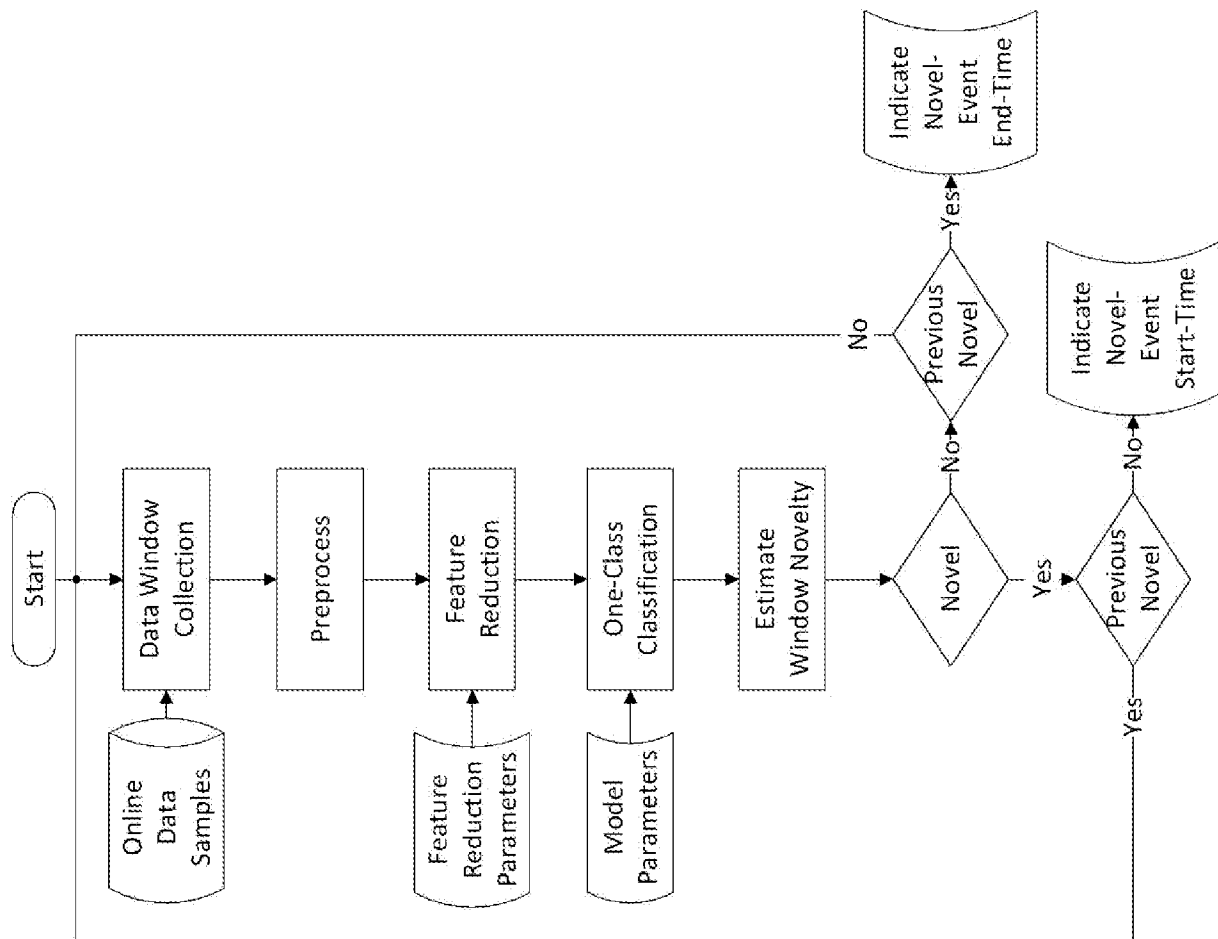 Start
Online
Data
Samples
Data Window
Collection
Preprocess
Feature
Reduction
Parameters
Feature
Reduction
Model
Parameters
One-Class
Classification
Estimate
Window Novelty
Novel
No
Previous
Novel
No
Yes
Indicate
Novel-
Event
End-Time
Yes
Previous
Novel
No
Indicate
Novel-
Event
Start-Time
Yes